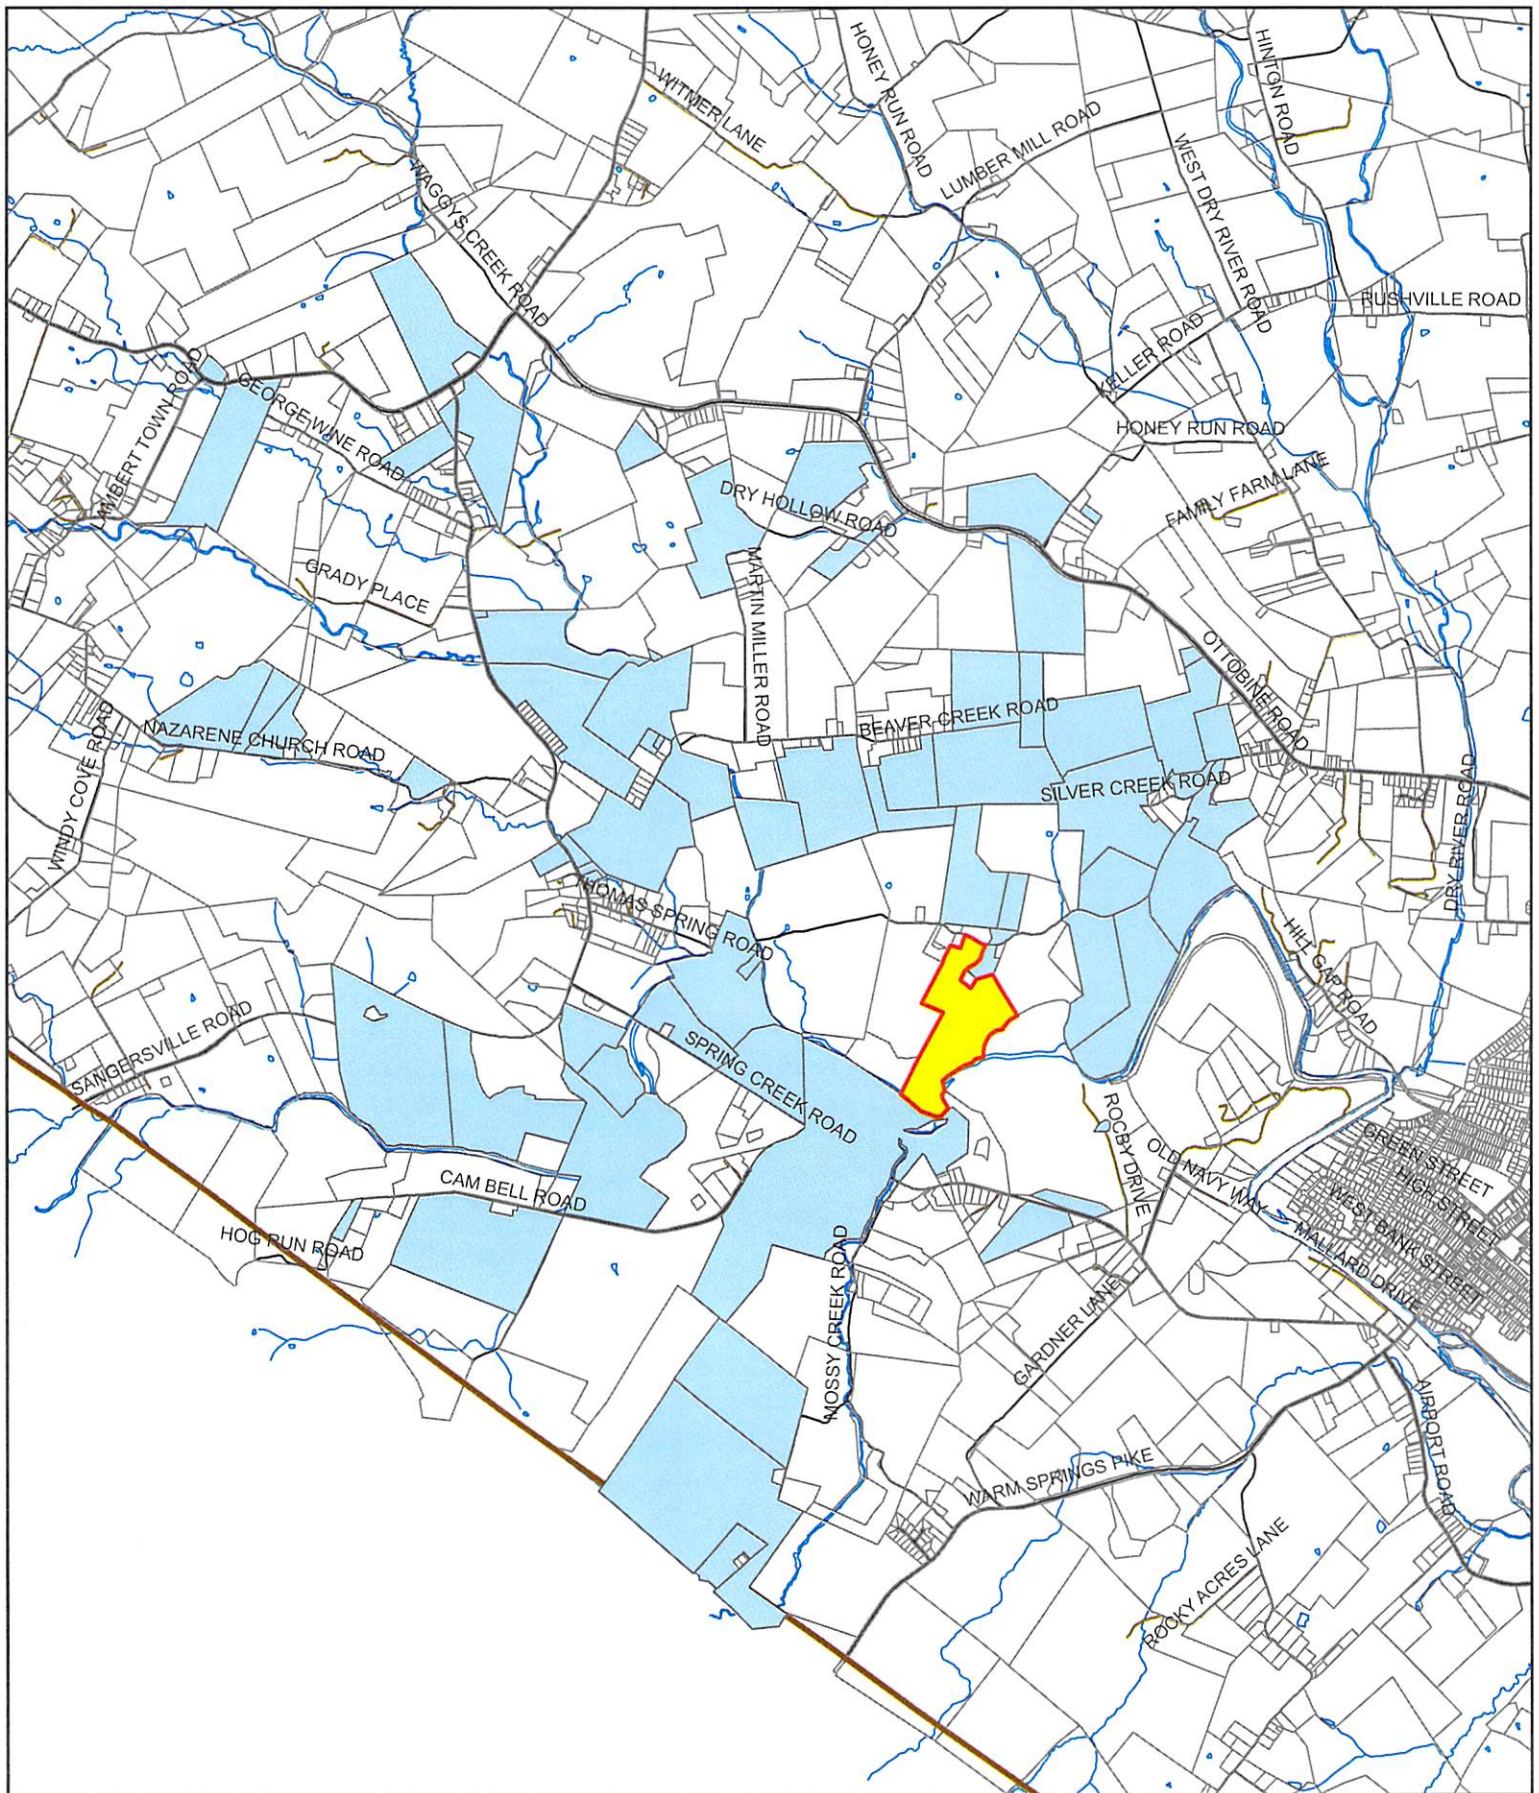 HONEY RUN ROAD
HINTON ROAD
WITMER LANE
LUMBER MILL ROAD
WEST DRY RIVER ROAD
WAGGYS CREEK ROAD
RUSHVILLE ROAD
KELLER ROAD
LAMBERT TOWN ROAD
GEORGE WINE ROAD
HONEY RUN ROAD
FAMILY FARM LANE
DRY HOLLOW ROAD
GRADY PLACE
MARTIN MILLER ROAD
OTTOBINE ROAD
NAZARENE CHURCH ROAD
BEAVER CREEK ROAD
WINDY COVE ROAD
SILVER CREEK ROAD
DRY RIVER ROAD
THOMAS SPRING ROAD
HILL GAP ROAD
SANGERSVILLE ROAD
SPRING CREEK ROAD
ROCBY DRIVE
OLD NAVY WAY
GREEN STREET
HIGH STREET
WEST BANK STREET
CAM BELL ROAD
HOG RUN ROAD
MALLARD DRIVE
MOSSY CREEK ROAD
GARDNER LANE
AIRPORT ROAD
WARM SPRINGS PIKE
ROCKY ACRES LANE